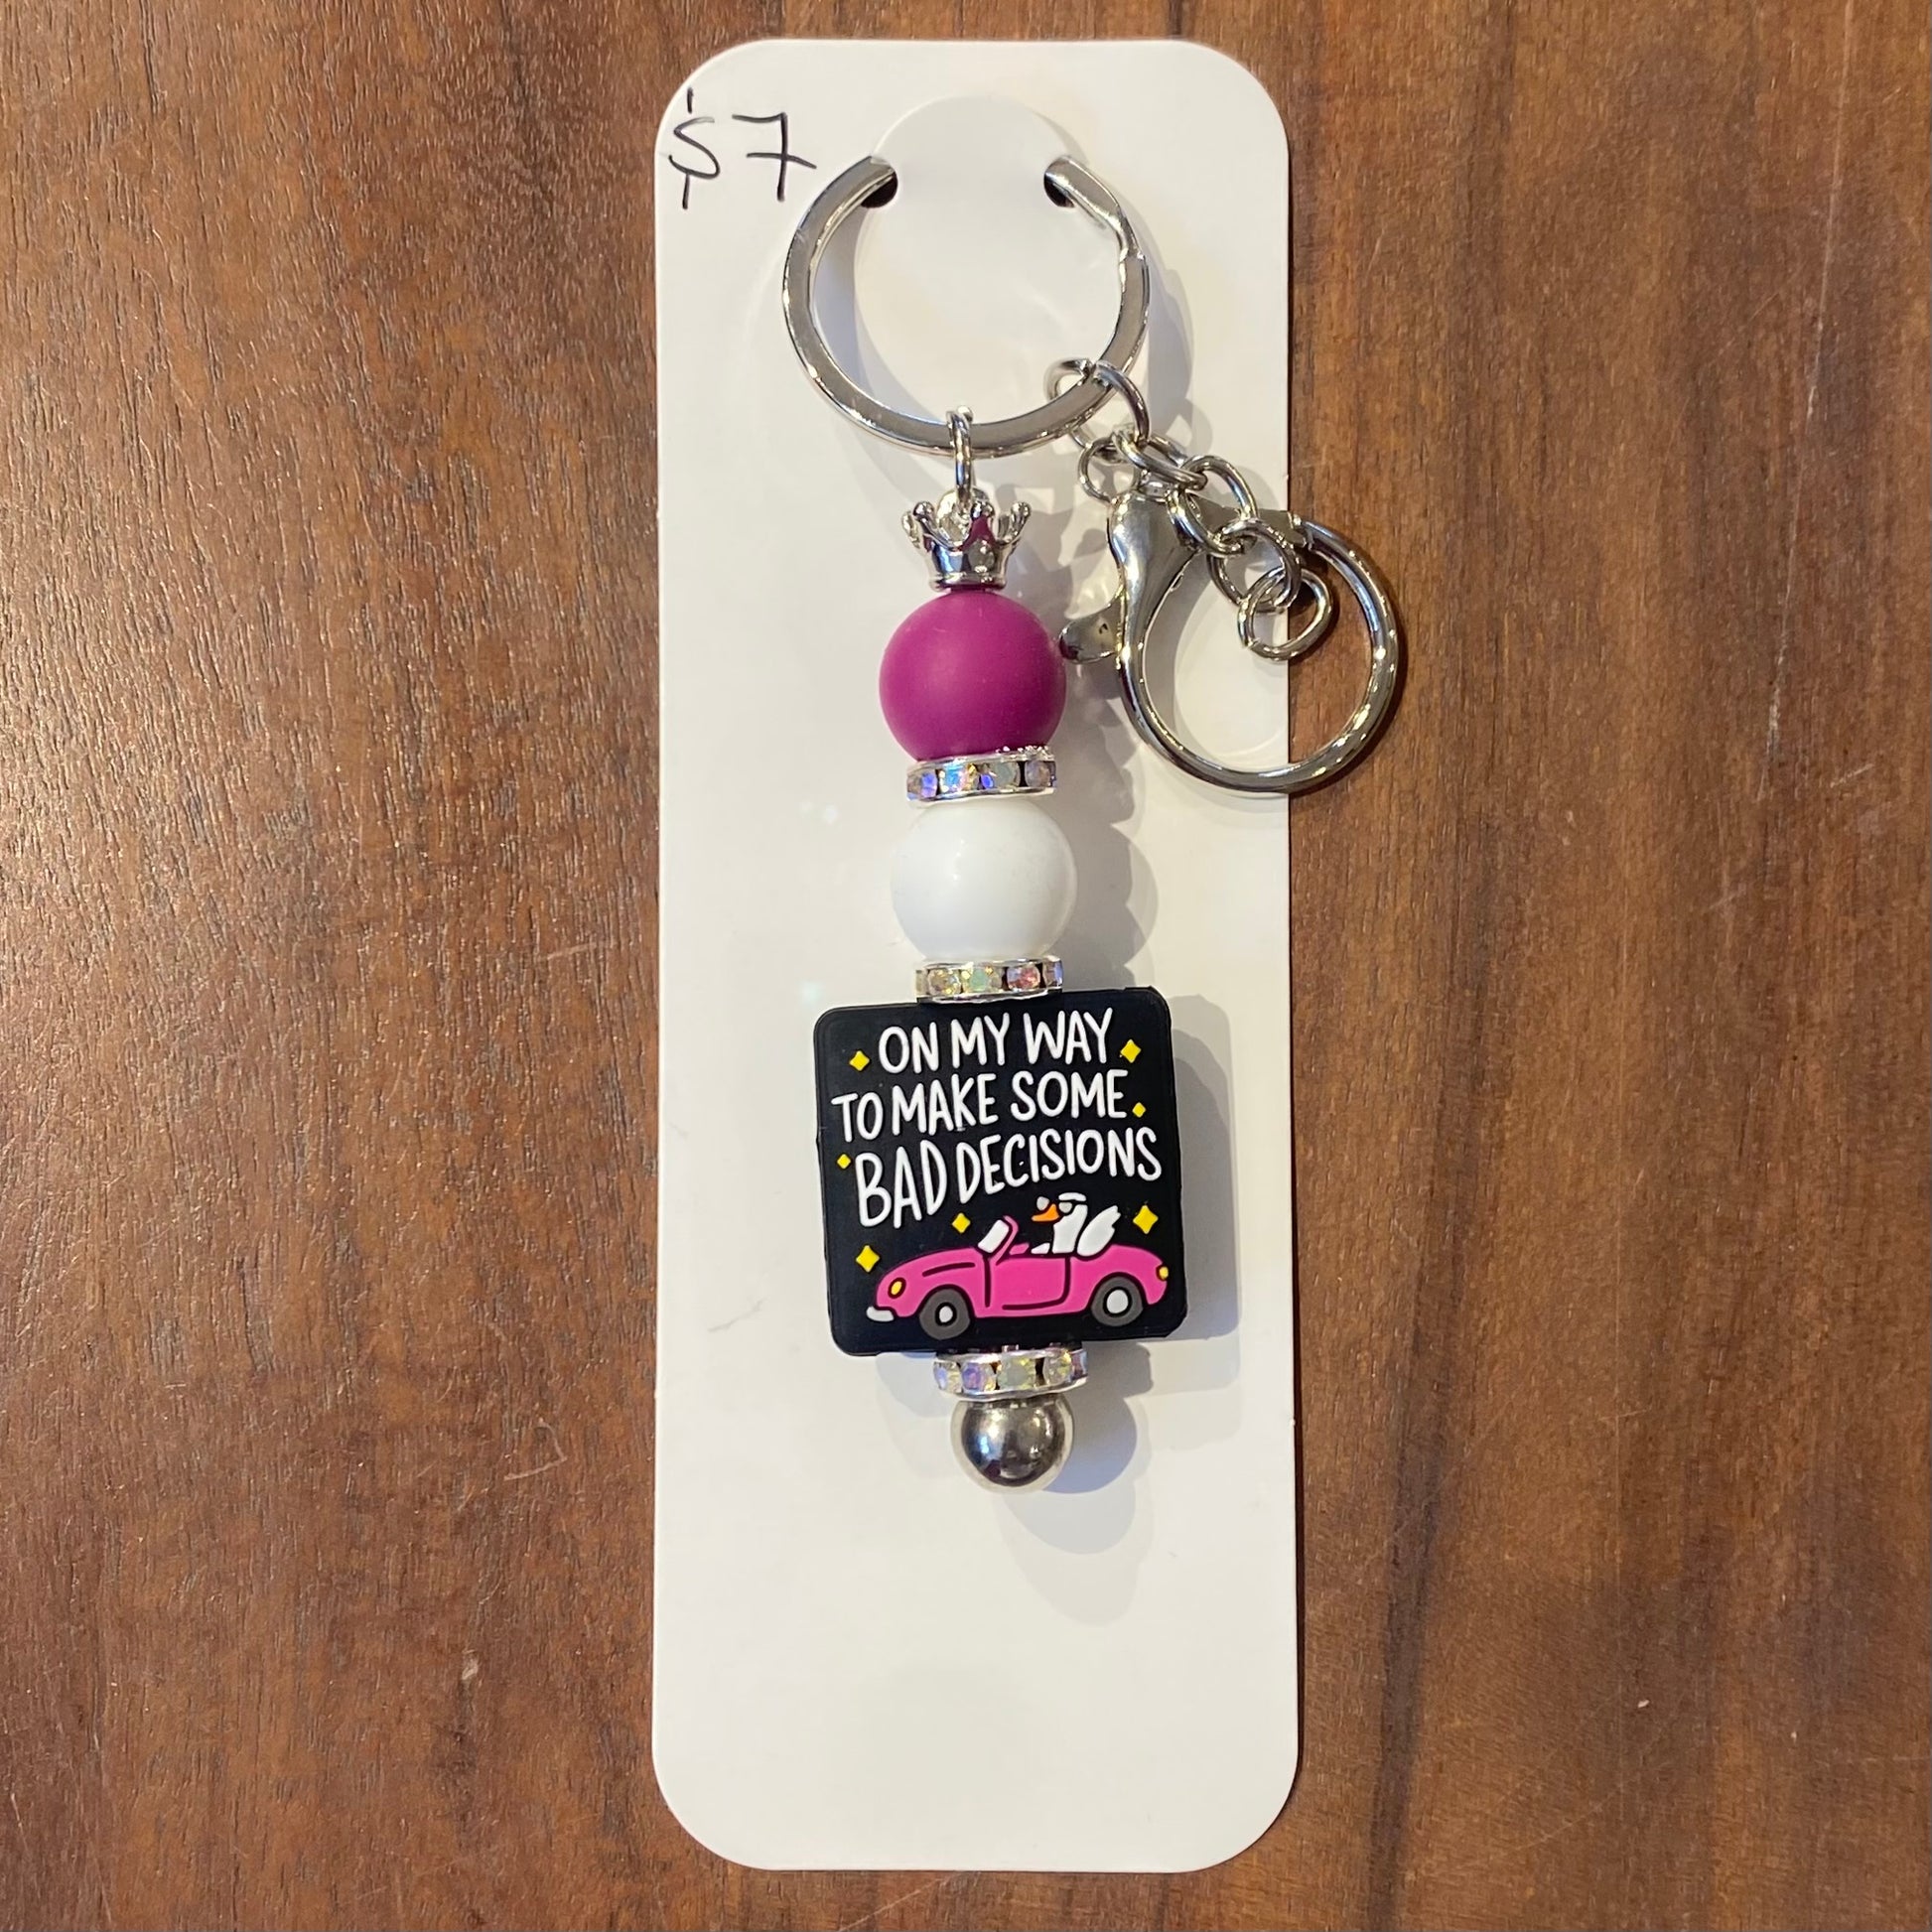 $7
ON MY WAY
TO MAKE SOME
BAD DECISIONS